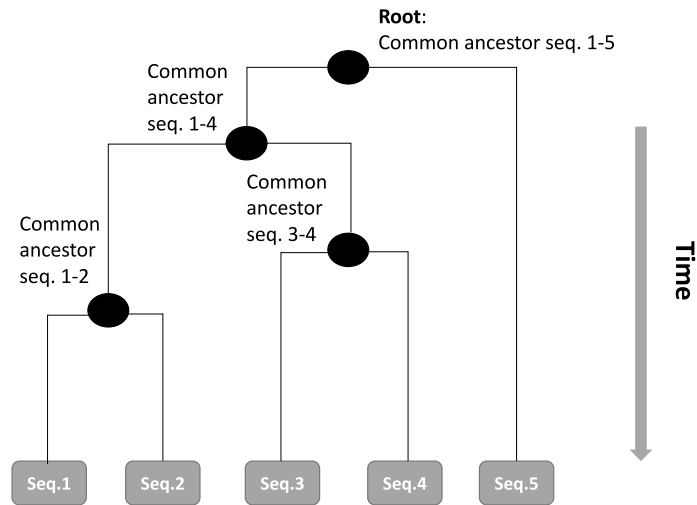 Root:
Common ancestor seq. 1-5
Common
ancestor
seq. 1-4
Common
ancestor
seq. 3-4
Common
ancestor
seq. 1-2
Time
Seq.1
Seq.2
Seq.3
Seq.4
Seq.5